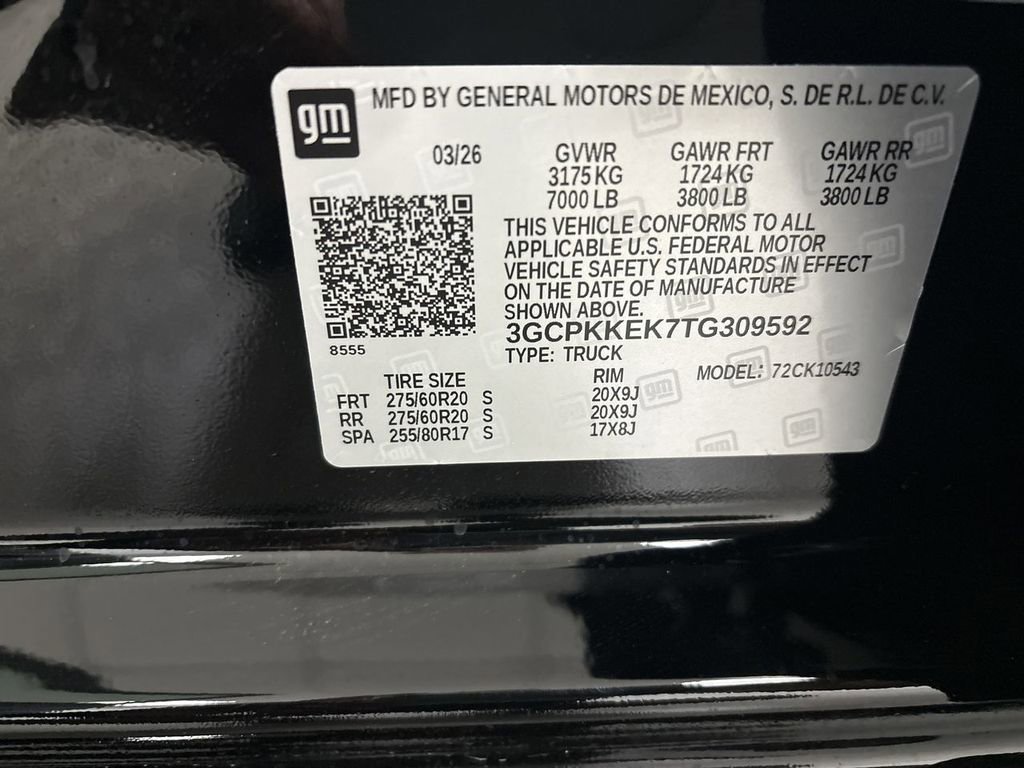 gm MFD BY GENERAL MOTORS DE MEXICO, S. DE R.L. DE C.V.
03/26 GVWR GAWR FRT GAWR RR
3175 KG 1724 KG 1724 KG
7000 LB 3800 LB 3800 LB
THIS VEHICLE CONFORMS TO ALL
APPLICABLE U.S. FEDERAL MOTOR
VEHICLE SAFETY STANDARDS IN EFFECT
ON THE DATE OF MANUFACTURE
SHOWN ABOVE.
3GCPKKEK7TG309592
8555 TYPE: TRUCK MODEL: 72CK10543
TIRE SIZE RIM
FRT 275/60R20 S 20X9J
RR 275/60R20 S 20X9J
SPA 255/80R17 S 17X8J